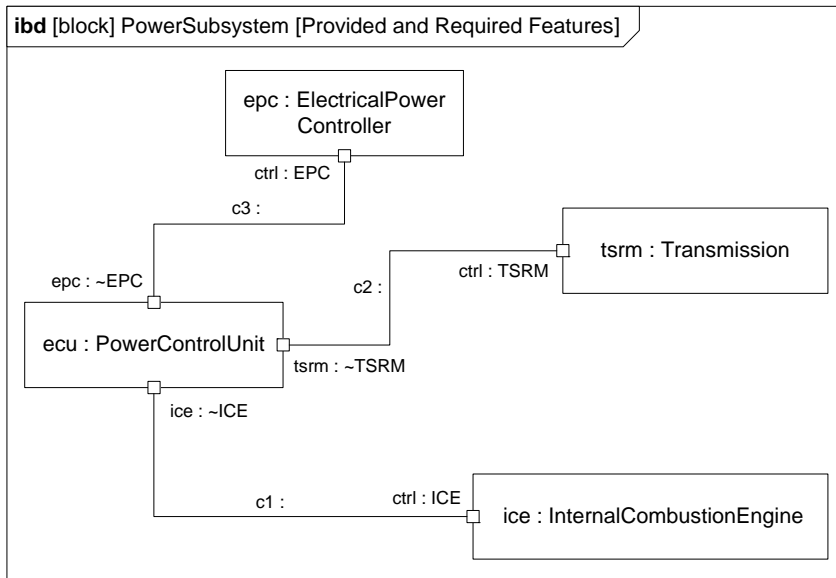 ibd [block] PowerSubsystem [Provided and Required Features]
epc : ElectricalPower
Controller
ctrl : EPC
c3 :
tsrm : Transmission
ctrl : TSRM
c2 :
epc : ~EPC
ecu : PowerControlUnit
tsrm : ~TSRM
ice : ~ICE
c1 :
ctrl : ICE
ice : InternalCombustionEngine